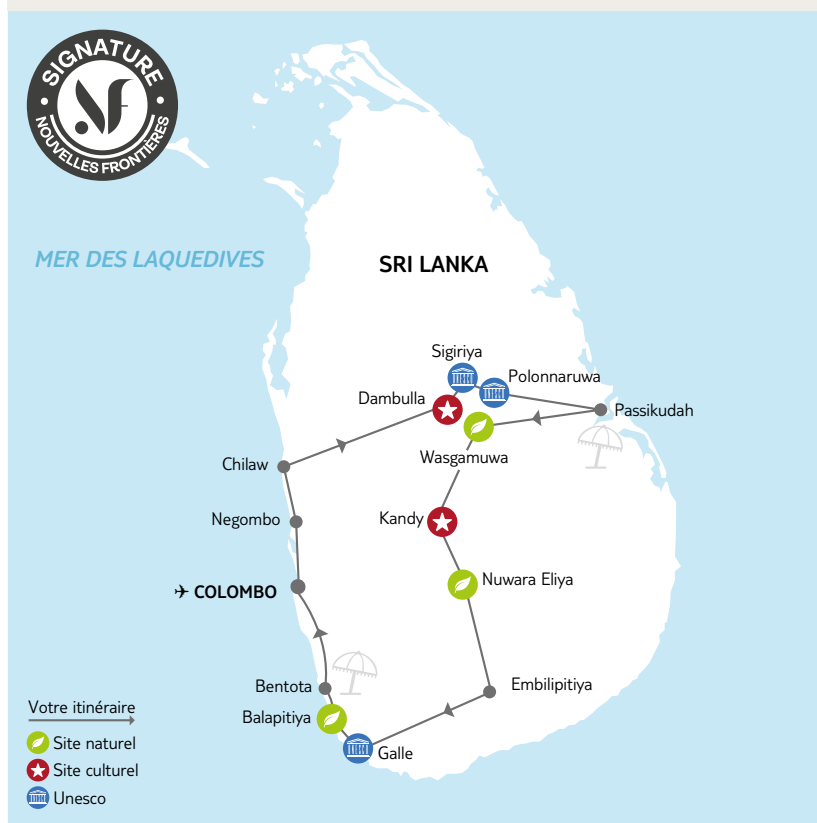 SIGNATURE
NF
NOUVELLES FRONTIÈRES
MER DES LAQUEDIVES
SRI LANKA
Sigiriya
Polonnaruwa
Dambulla
Passikudah
Wasgamuwa
Chilaw
Negombo
Kandy
COLOMBO
Nuwara Eliya
Bentota
Embilipitiya
Balapitiya
Galle
Votre itinéraire
Site naturel
Site culturel
Unesco